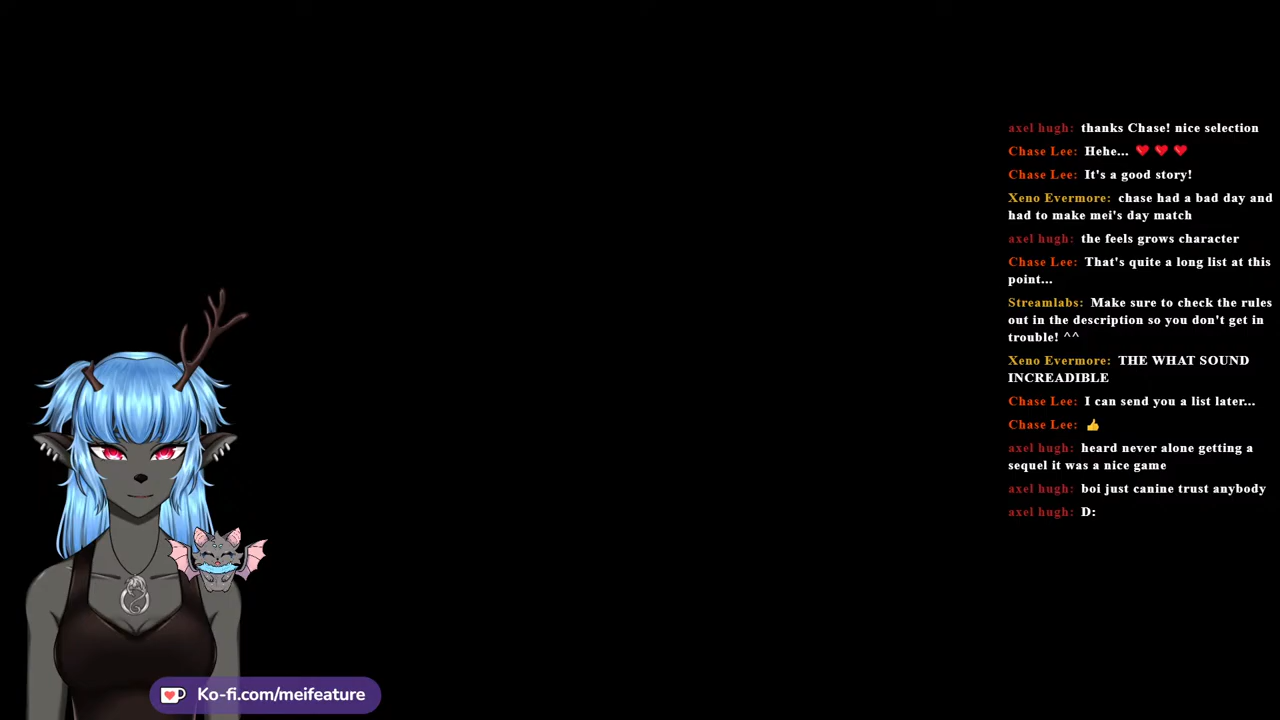 axel hugh: thanks Chase! nice selection
Chase Lee: Hehe... ❤️ ❤️ ❤️
Chase Lee: It's a good story!
Xeno Evermore: chase had a bad day and
had to make mei's day match
axel hugh: the feels grows character
Chase Lee: That's quite a long list at this
point...
Streamlabs: Make sure to check the rules
out in the description so you don't get in
trouble! ^^
Xeno Evermore: THE WHAT SOUND
INCREADIBLE
Chase Lee: I can send you a list later...
Chase Lee: 👍
axel hugh: heard never alone getting a
sequel it was a nice game
axel hugh: boi just canine trust anybody
axel hugh: D:
Ko-fi.com/meifeature